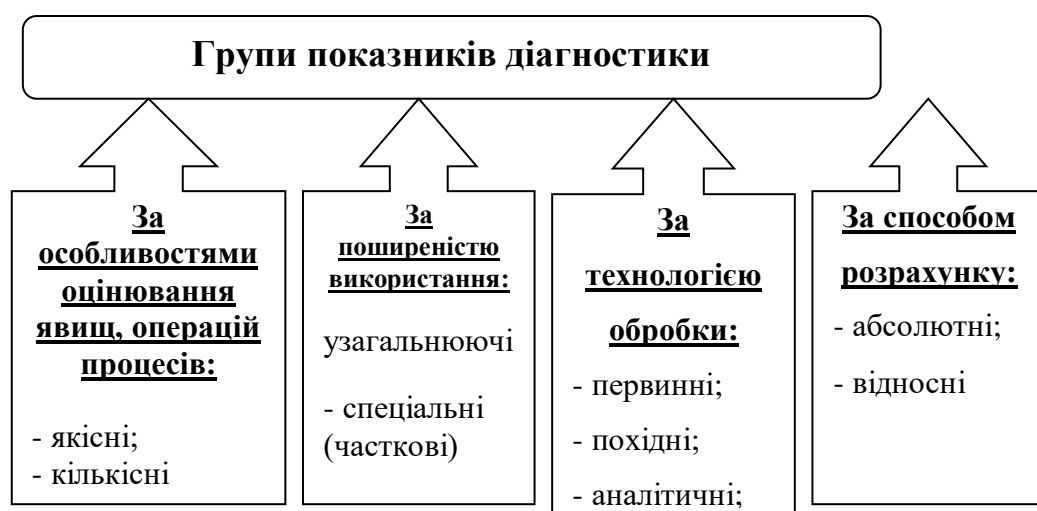 Групи показників діагностики
За
особливостями
оцінювання
явищ, операцій
процесів:
- якісні;
- кількісні
За
поширеністю
використання:
узагальнюючі
- спеціальні
(часткові)
За
технологією
обробки:
- первинні;
- похідні;
- аналітичні;
За способом
розрахунку:
- абсолютні;
- відносні